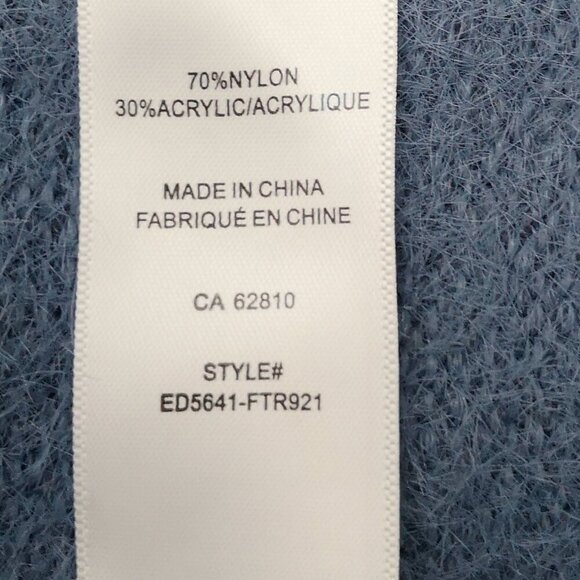 70%NYLON
30%ACRYLIC/ACRYLIQUE
MADE IN CHINA
FABRIQUÉ EN CHINE
CA 62810
STYLE#
ED5641-FTR921